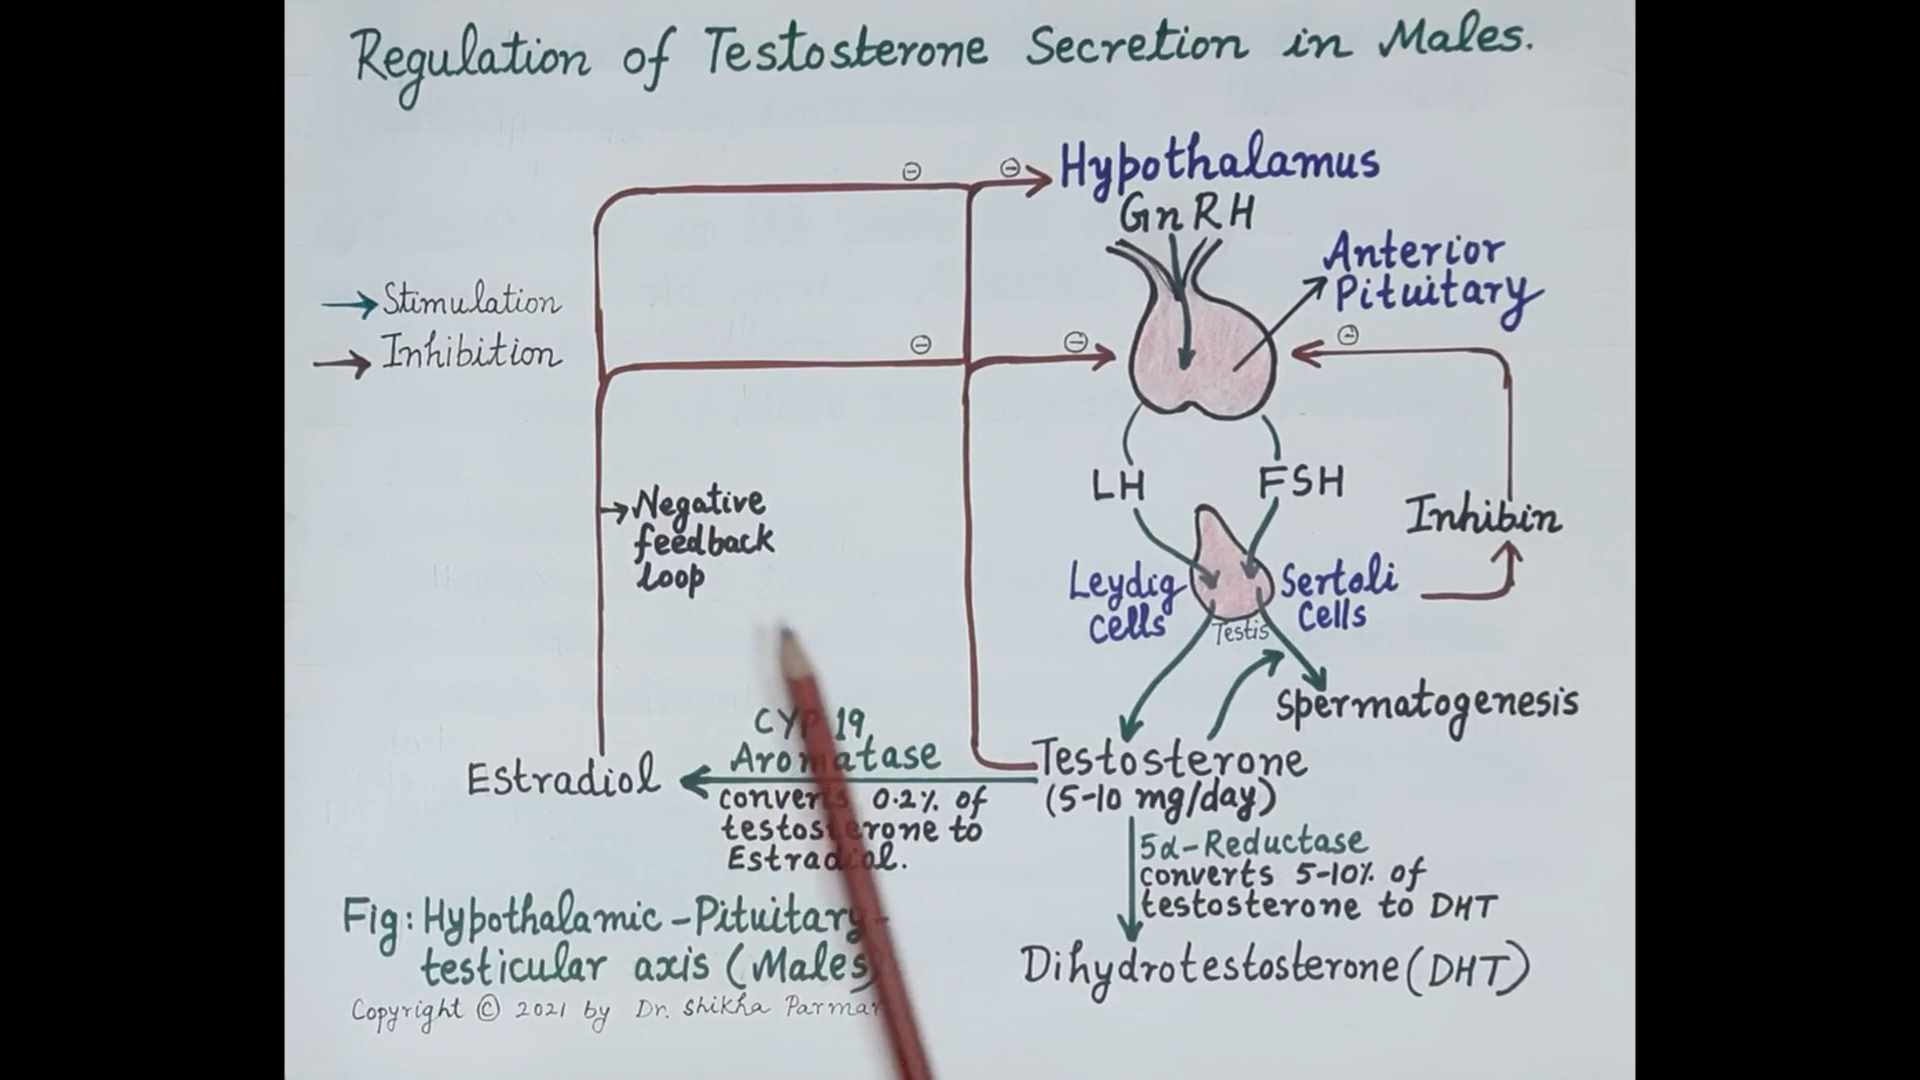 Regulation of Testosterone Secretion in Males.
⊖ ⊖ Hypothalamus
GnRH
Anterior
Pituitary
→ Stimulation
→ Inhibition
⊖ ⊖ ⊖
LH FSH
Negative
feedback
loop
Inhibin
Leydig
Cells
Sertoli
Cells
Testis
Spermatogenesis
CYP 19
Aromatase
Estradiol
converts 0.2% of
testosterone to
Estradiol.
Testosterone
(5-10 mg/day)
5α-Reductase
converts 5-10% of
testosterone to DHT
Dihydrotestosterone (DHT)
Fig: Hypothalamic-Pituitary-
testicular axis (Males)
Copyright © 2021 by Dr. Shikha Parmar